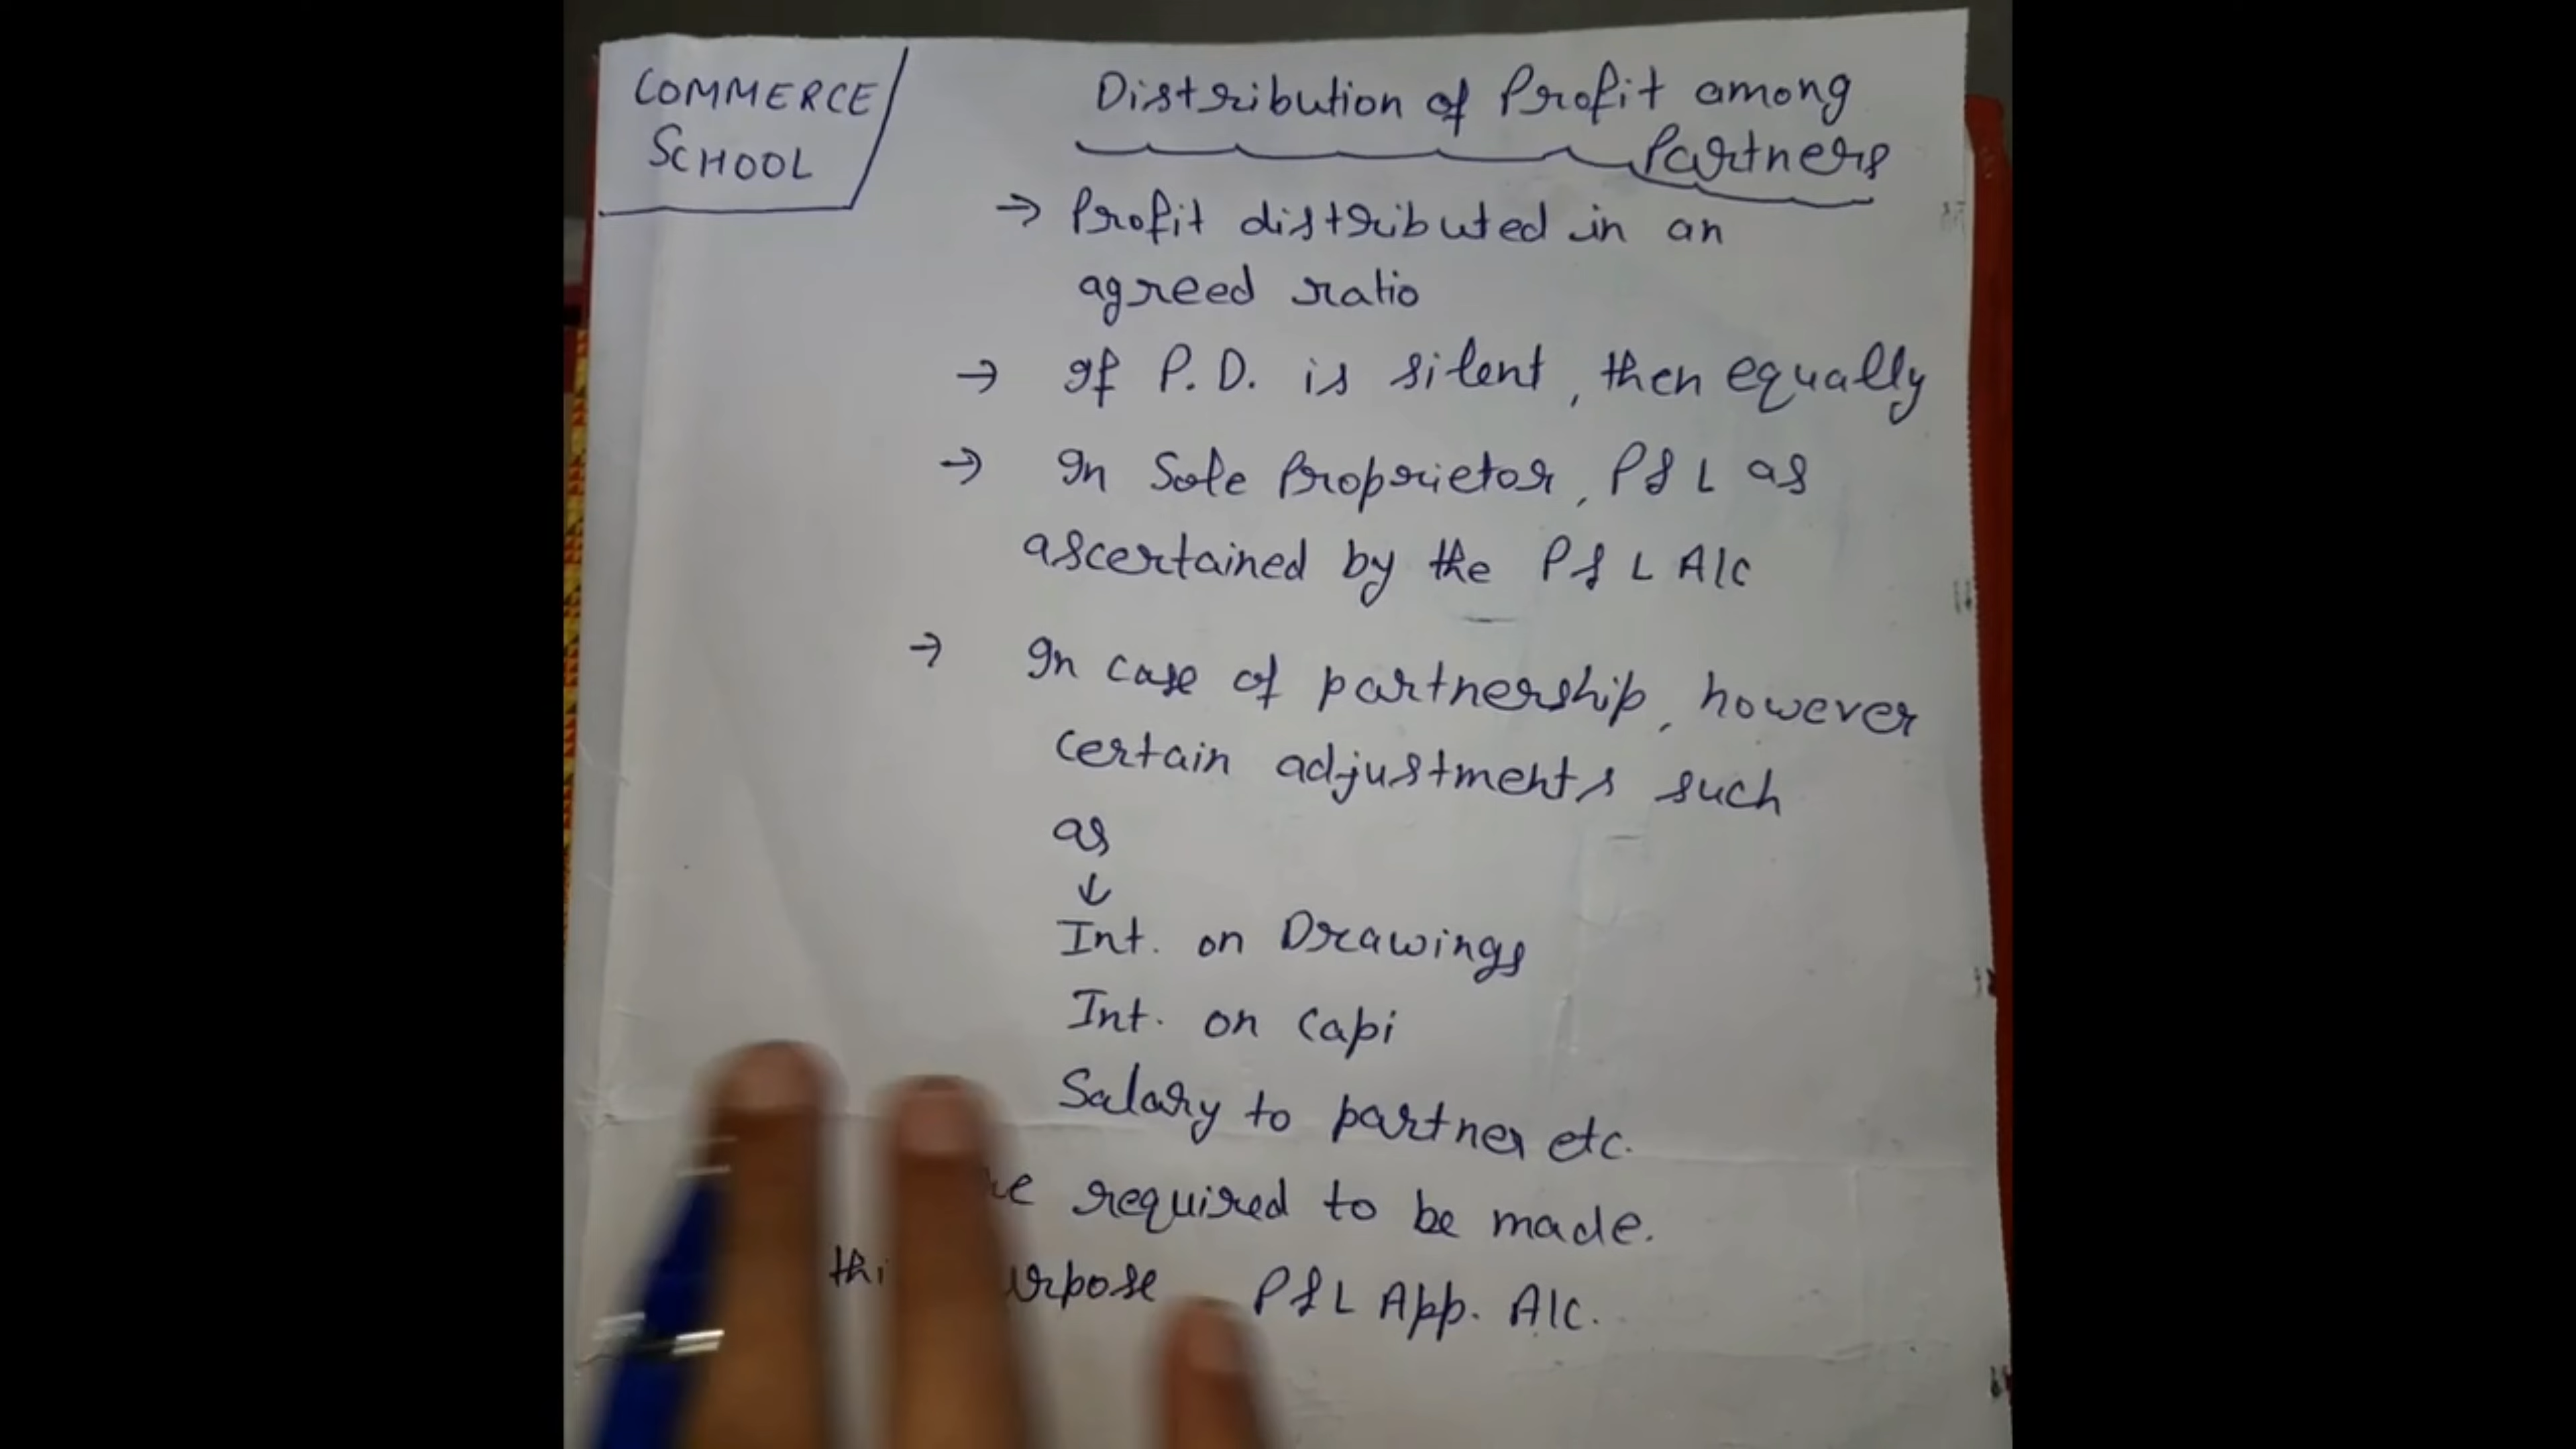 COMMERCE
SCHOOL
Distribution of Profit among
Partners
→ Profit distributed in an
agreed ratio
→ If P.D. is silent, then equally
→ In Sole Proprietor, P&L as
ascertained by the P&L A/C
→ In case of partnership, however
certain adjustments such
as
↓
Int. on Drawings
Int. on Capi
Salary to partner etc.
required to be made.
P&L App. A/C.